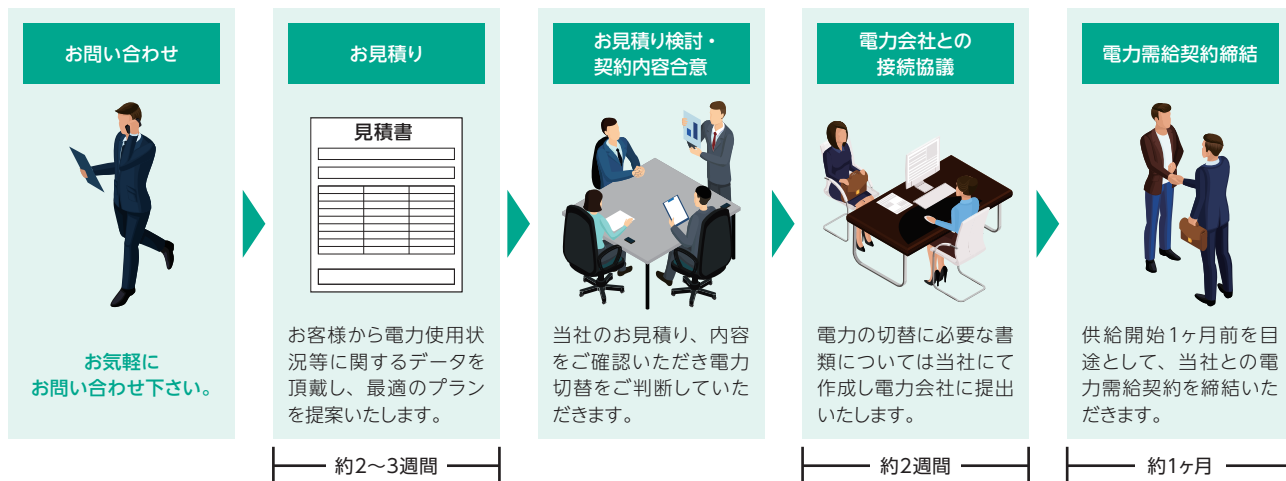 お問い合わせ
お気軽に
お問い合わせ下さい。
お見積り
見積書
お客様から電力使用状
況等に関するデータを
頂戴し、最適のプラン
を提案いたします。
約2～3週間
お見積り検討・
契約内容合意
当社のお見積り、内容
をご確認いただき電力
切替をご判断していた
だきます。
電力会社との
接続協議
電力の切替に必要な書
類については当社にて
作成し電力会社に提出
いたします。
約2週間
電力需給契約締結
供給開始1ヶ月前を目
途として、当社との電
力需給契約を締結いた
だきます。
約1ヶ月